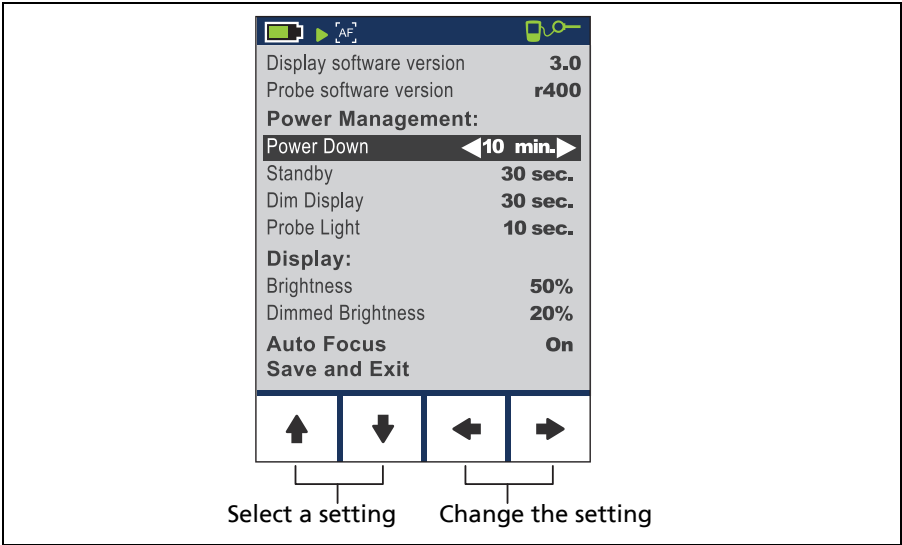 AF
Display software version 3.0
Probe software version r400
Power Management:
Power Down 10 min.
Standby 30 sec.
Dim Display 30 sec.
Probe Light 10 sec.
Display:
Brightness 50%
Dimmed Brightness 20%
Auto Focus On
Save and Exit
Select a setting Change the setting